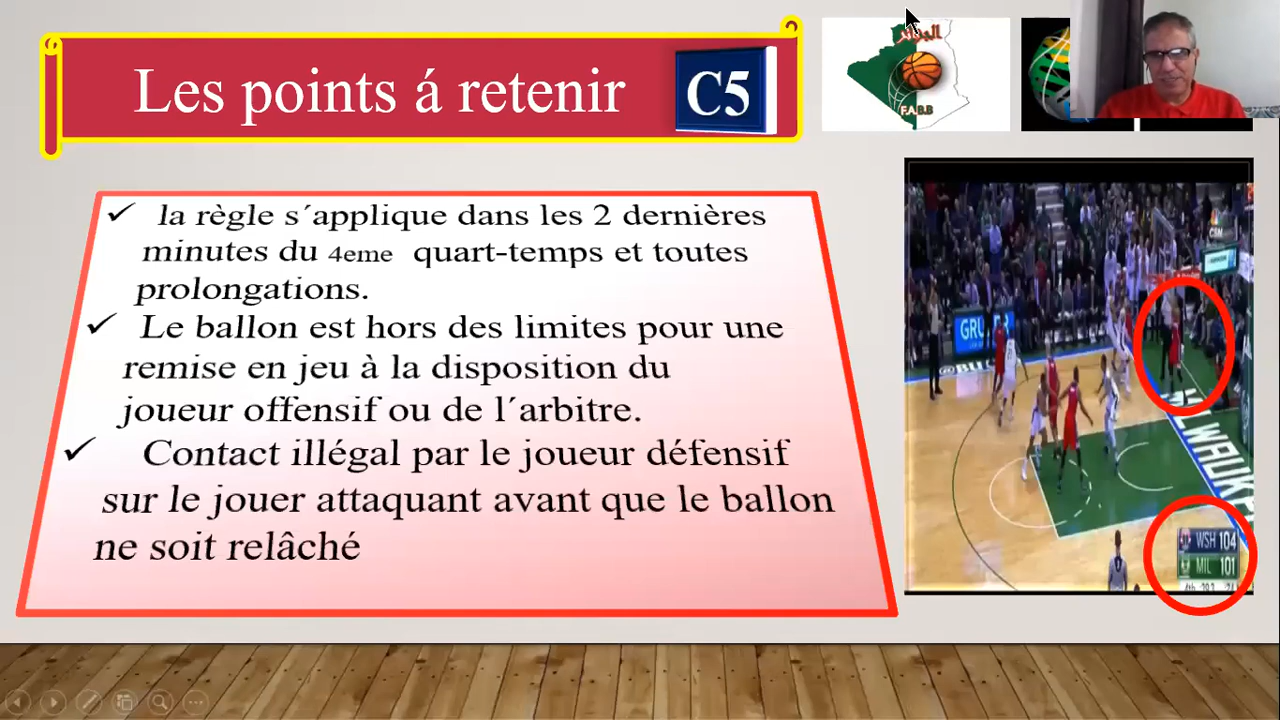 Les points á retenir
C5
الجزائر
F.A.B.B
✓ la règle s´applique dans les 2 dernières
minutes du 4eme quart-temps et toutes
prolongations.
✓ Le ballon est hors des limites pour une
remise en jeu à la disposition du
joueur offensif ou de l´arbitre.
✓ Contact illégal par le joueur défensif
sur le jouer attaquant avant que le ballon
ne soit relâché
CSN
WSH 104
MIL 101